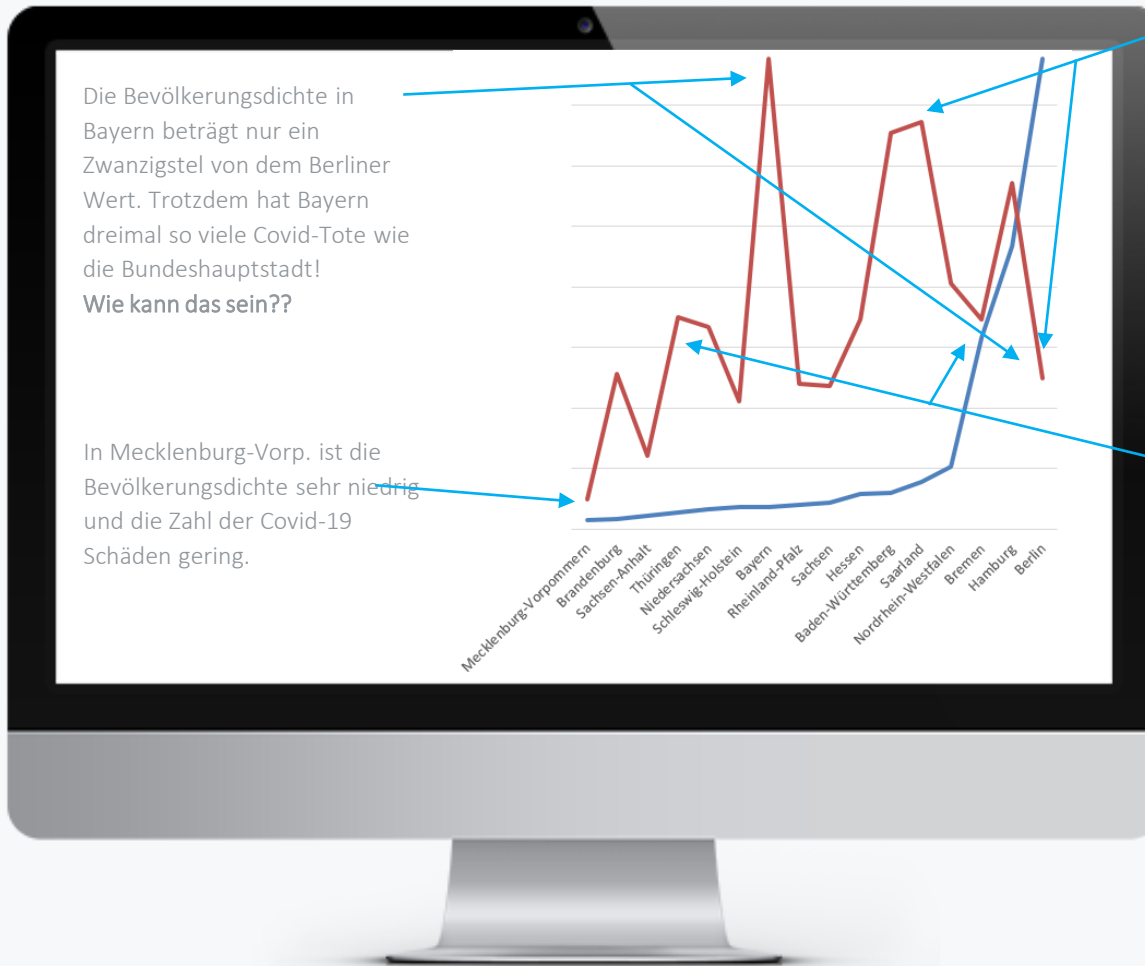 Die Bevölkerungsdichte in
Bayern beträgt nur ein
Zwanzigstel von dem Berliner
Wert. Trotzdem hat Bayern
dreimal so viele Covid-Tote wie
die Bundeshauptstadt!
Wie kann das sein??
In Mecklenburg-Vorp. ist die
Bevölkerungsdichte sehr niedrig
und die Zahl der Covid-19
Schäden gering.
Mecklenburg-Vorpommern
Brandenburg
Sachsen-Anhalt
Thüringen
Niedersachsen
Schleswig-Holstein
Bayern
Rheinland-Pfalz
Sachsen
Hessen
Baden-Württemberg
Saarland
Nordrhein-Westfalen
Bremen
Hamburg
Berlin